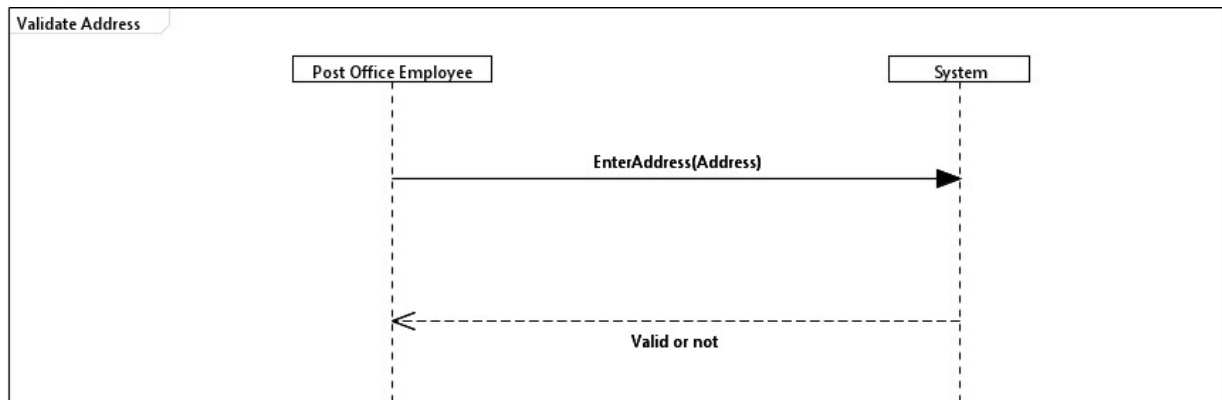 Validate Address
Post Office Employee
System
EnterAddress(Address)
Valid or not